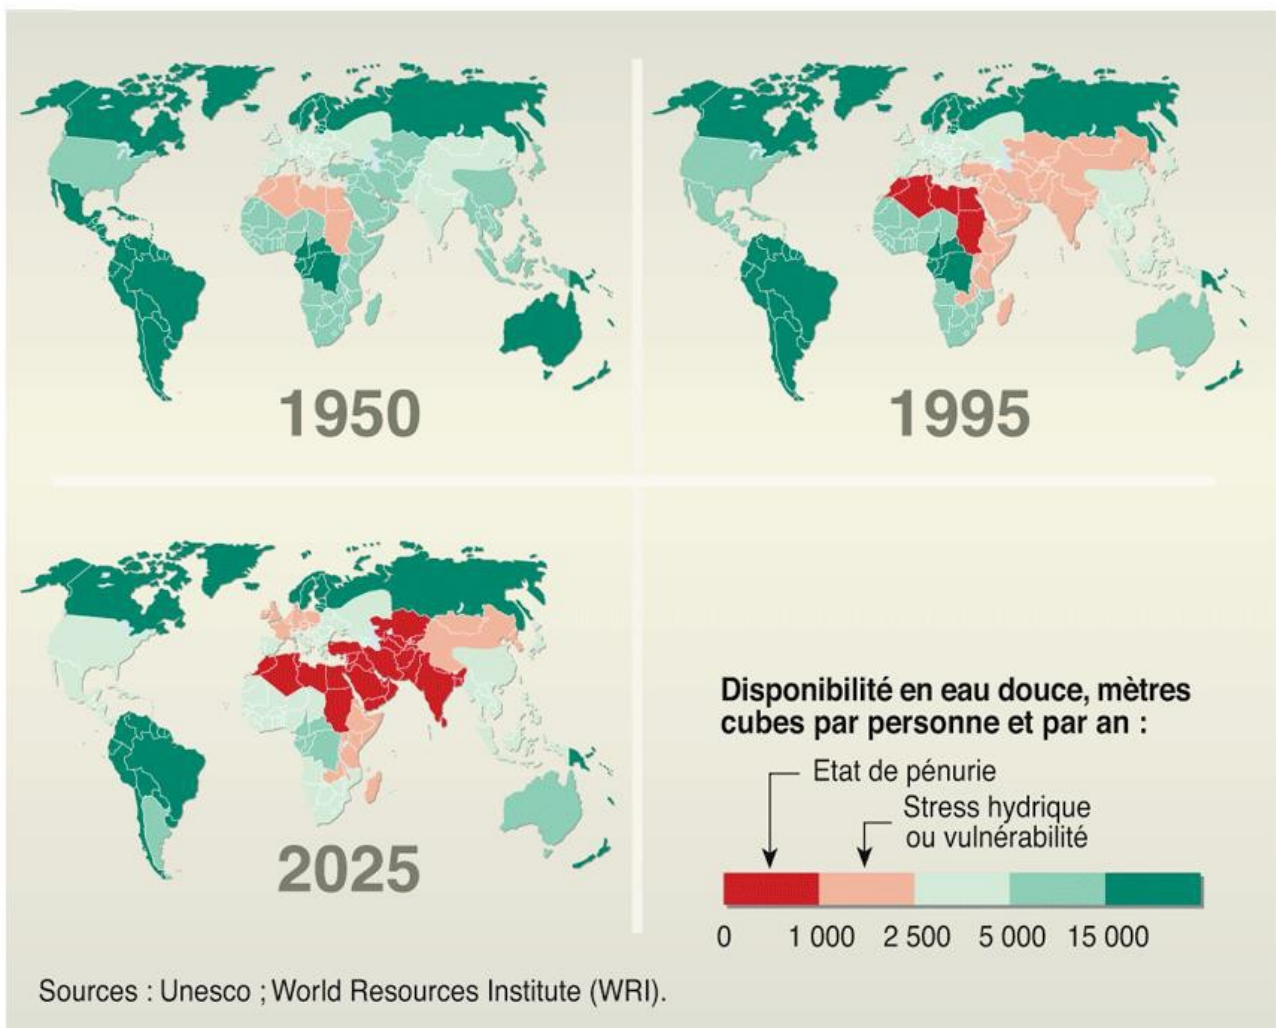 1950
1995
2025
Disponibilité en eau douce, mètres
cubes par personne et par an :
Etat de pénurie
Stress hydrique
ou vulnérabilité
0 1 000 2 500 5 000 15 000
Sources : Unesco ; World Resources Institute (WRI).